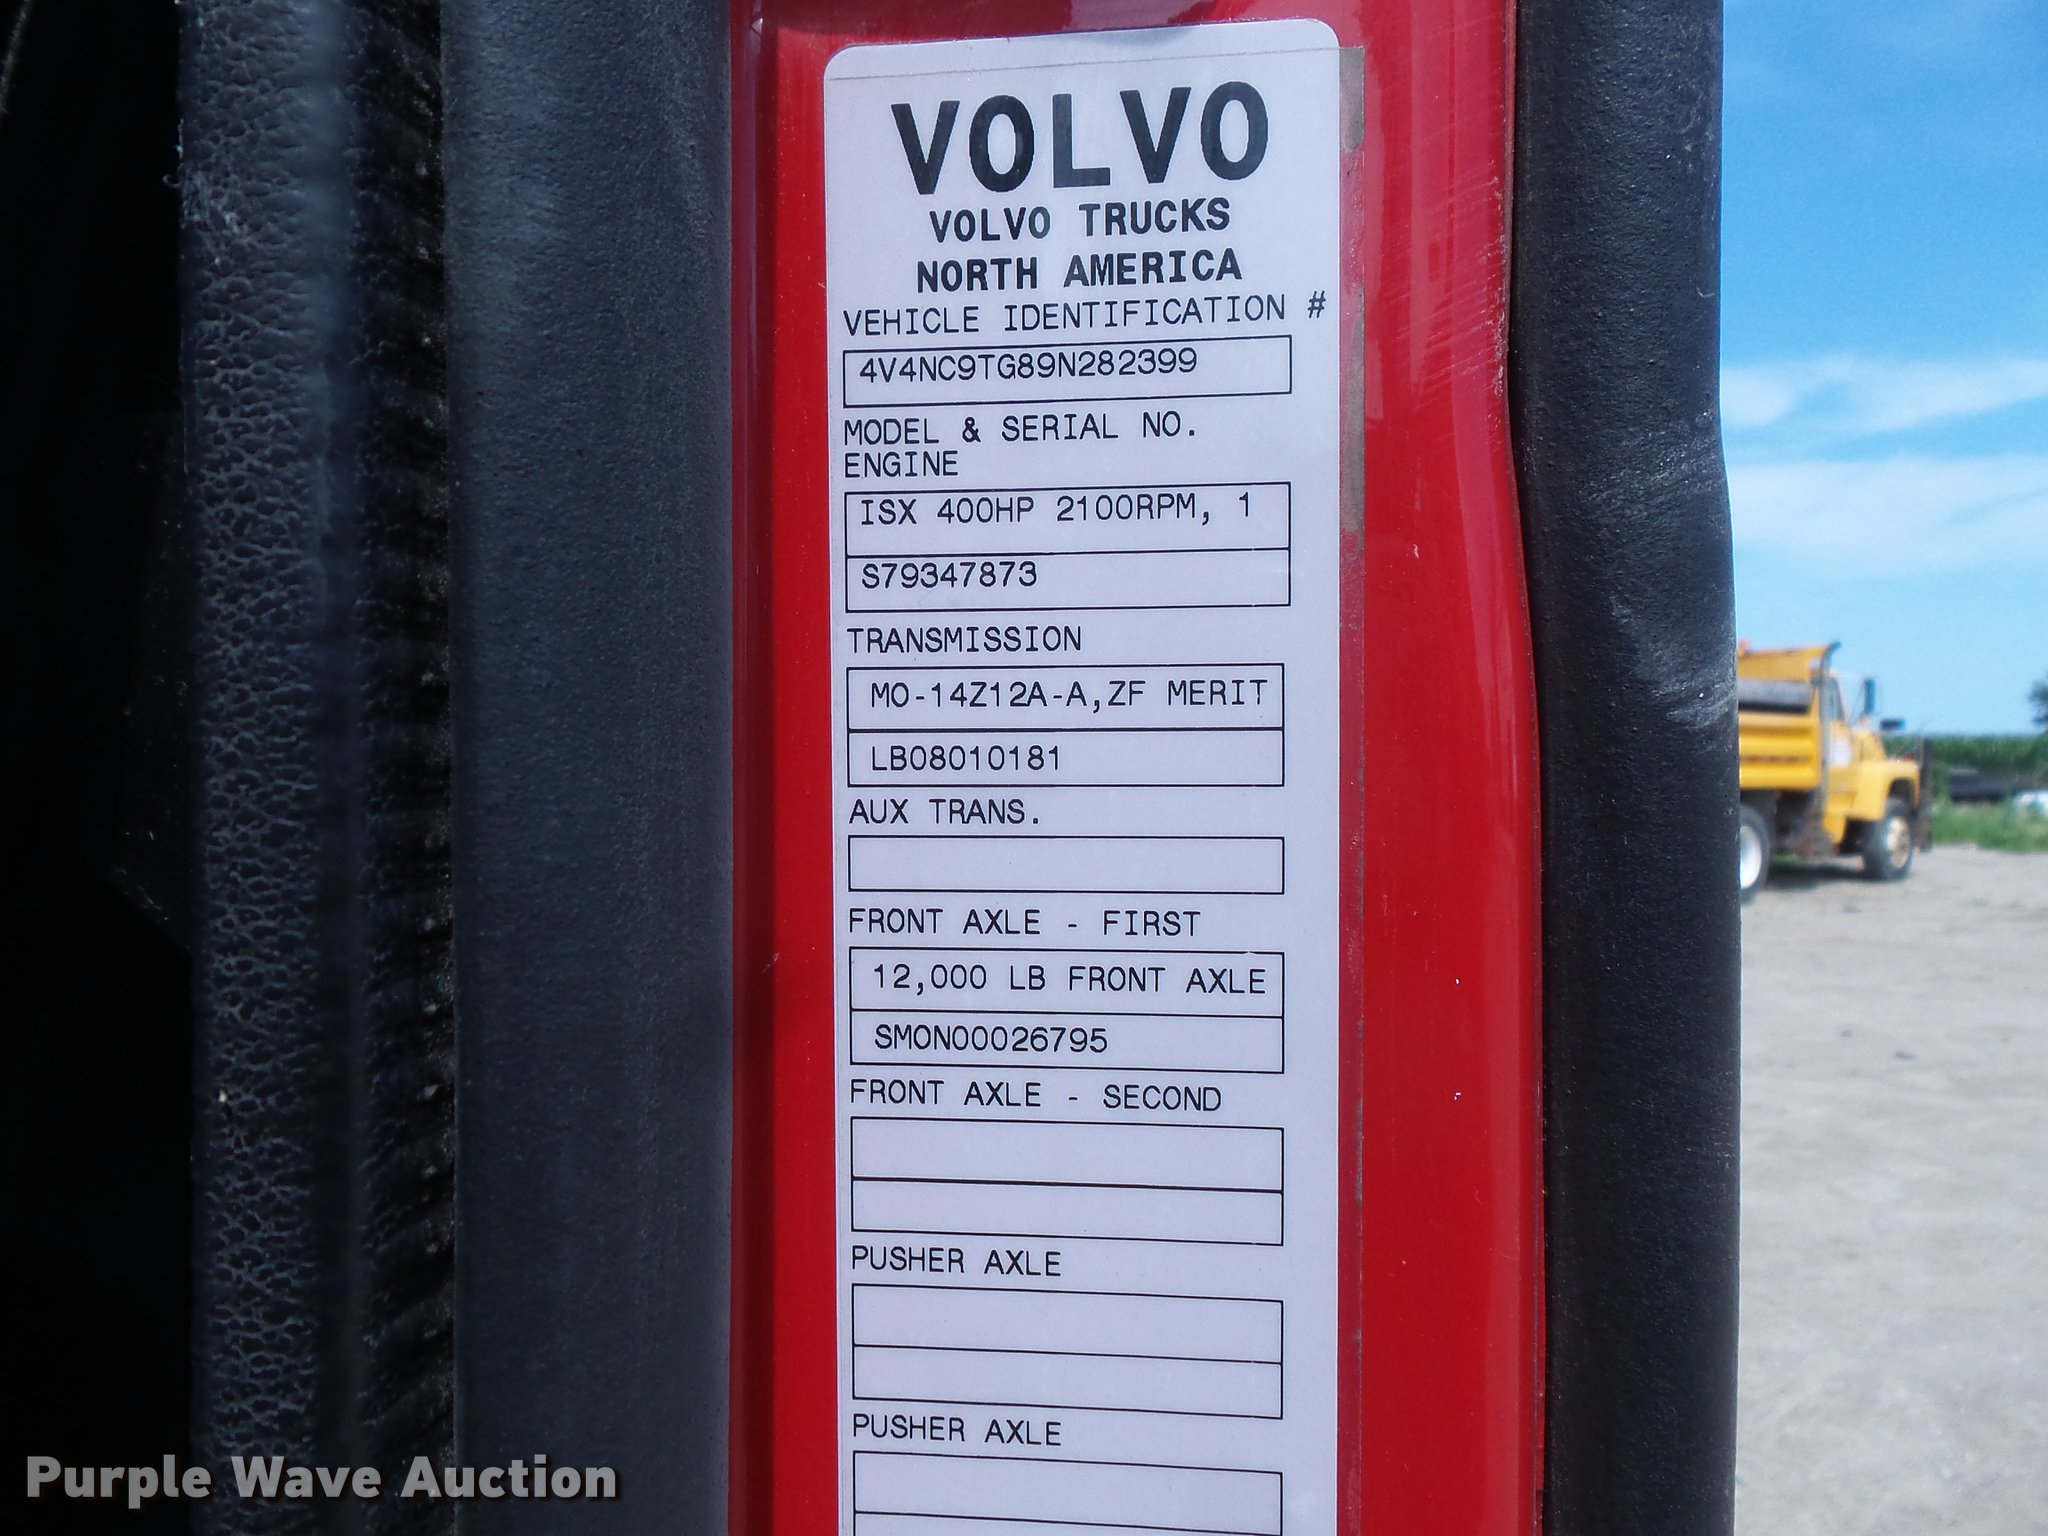 VOLVO
VOLVO TRUCKS
NORTH AMERICA
VEHICLE IDENTIFICATION #
4V4NC9TG89N282399
MODEL & SERIAL NO.
ENGINE
ISX 400HP 2100RPM, 1
S79347873
TRANSMISSION
MO-14Z12A-A,ZF MERIT
LB08010181
AUX TRANS.
FRONT AXLE - FIRST
12,000 LB FRONT AXLE
SMON00026795
FRONT AXLE - SECOND
PUSHER AXLE
PUSHER AXLE
Purple Wave Auction